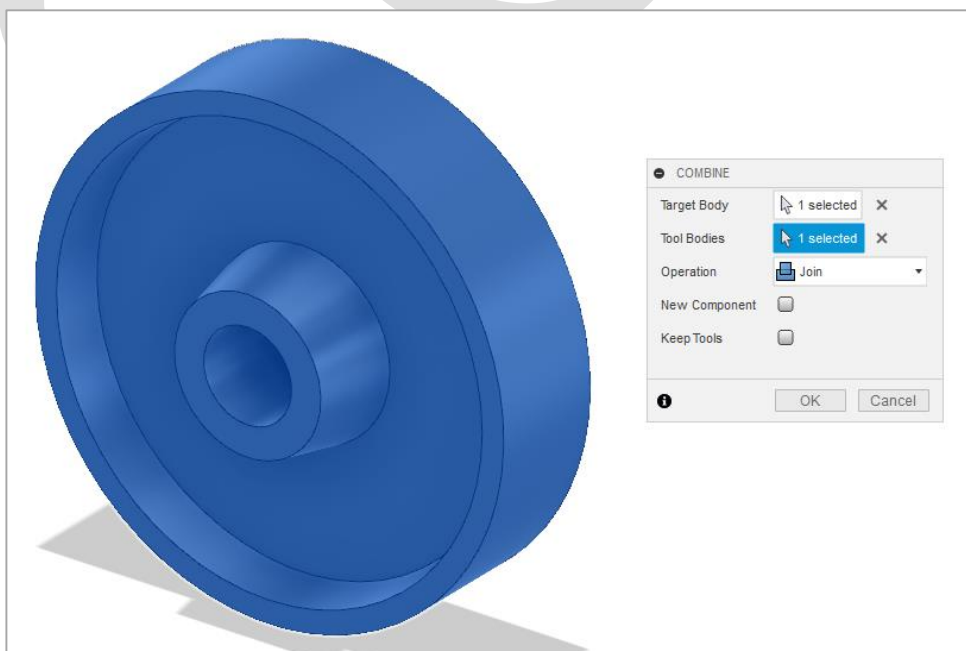 COMBINE
Target Body 1 selected
Tool Bodies 1 selected
Operation Join
New Component
Keep Tools
OK Cancel